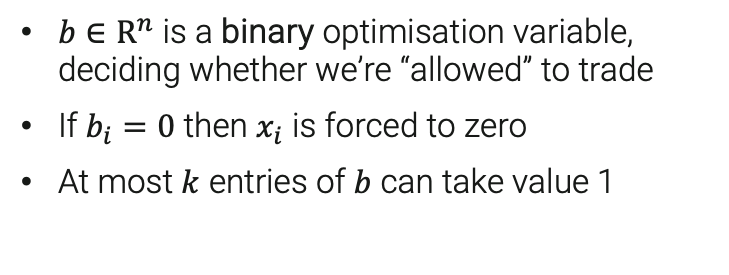 • b ∈ Rⁿ is a binary optimisation variable,
deciding whether we're “allowed” to trade
• If bᵢ = 0 then xᵢ is forced to zero
• At most k entries of b can take value 1